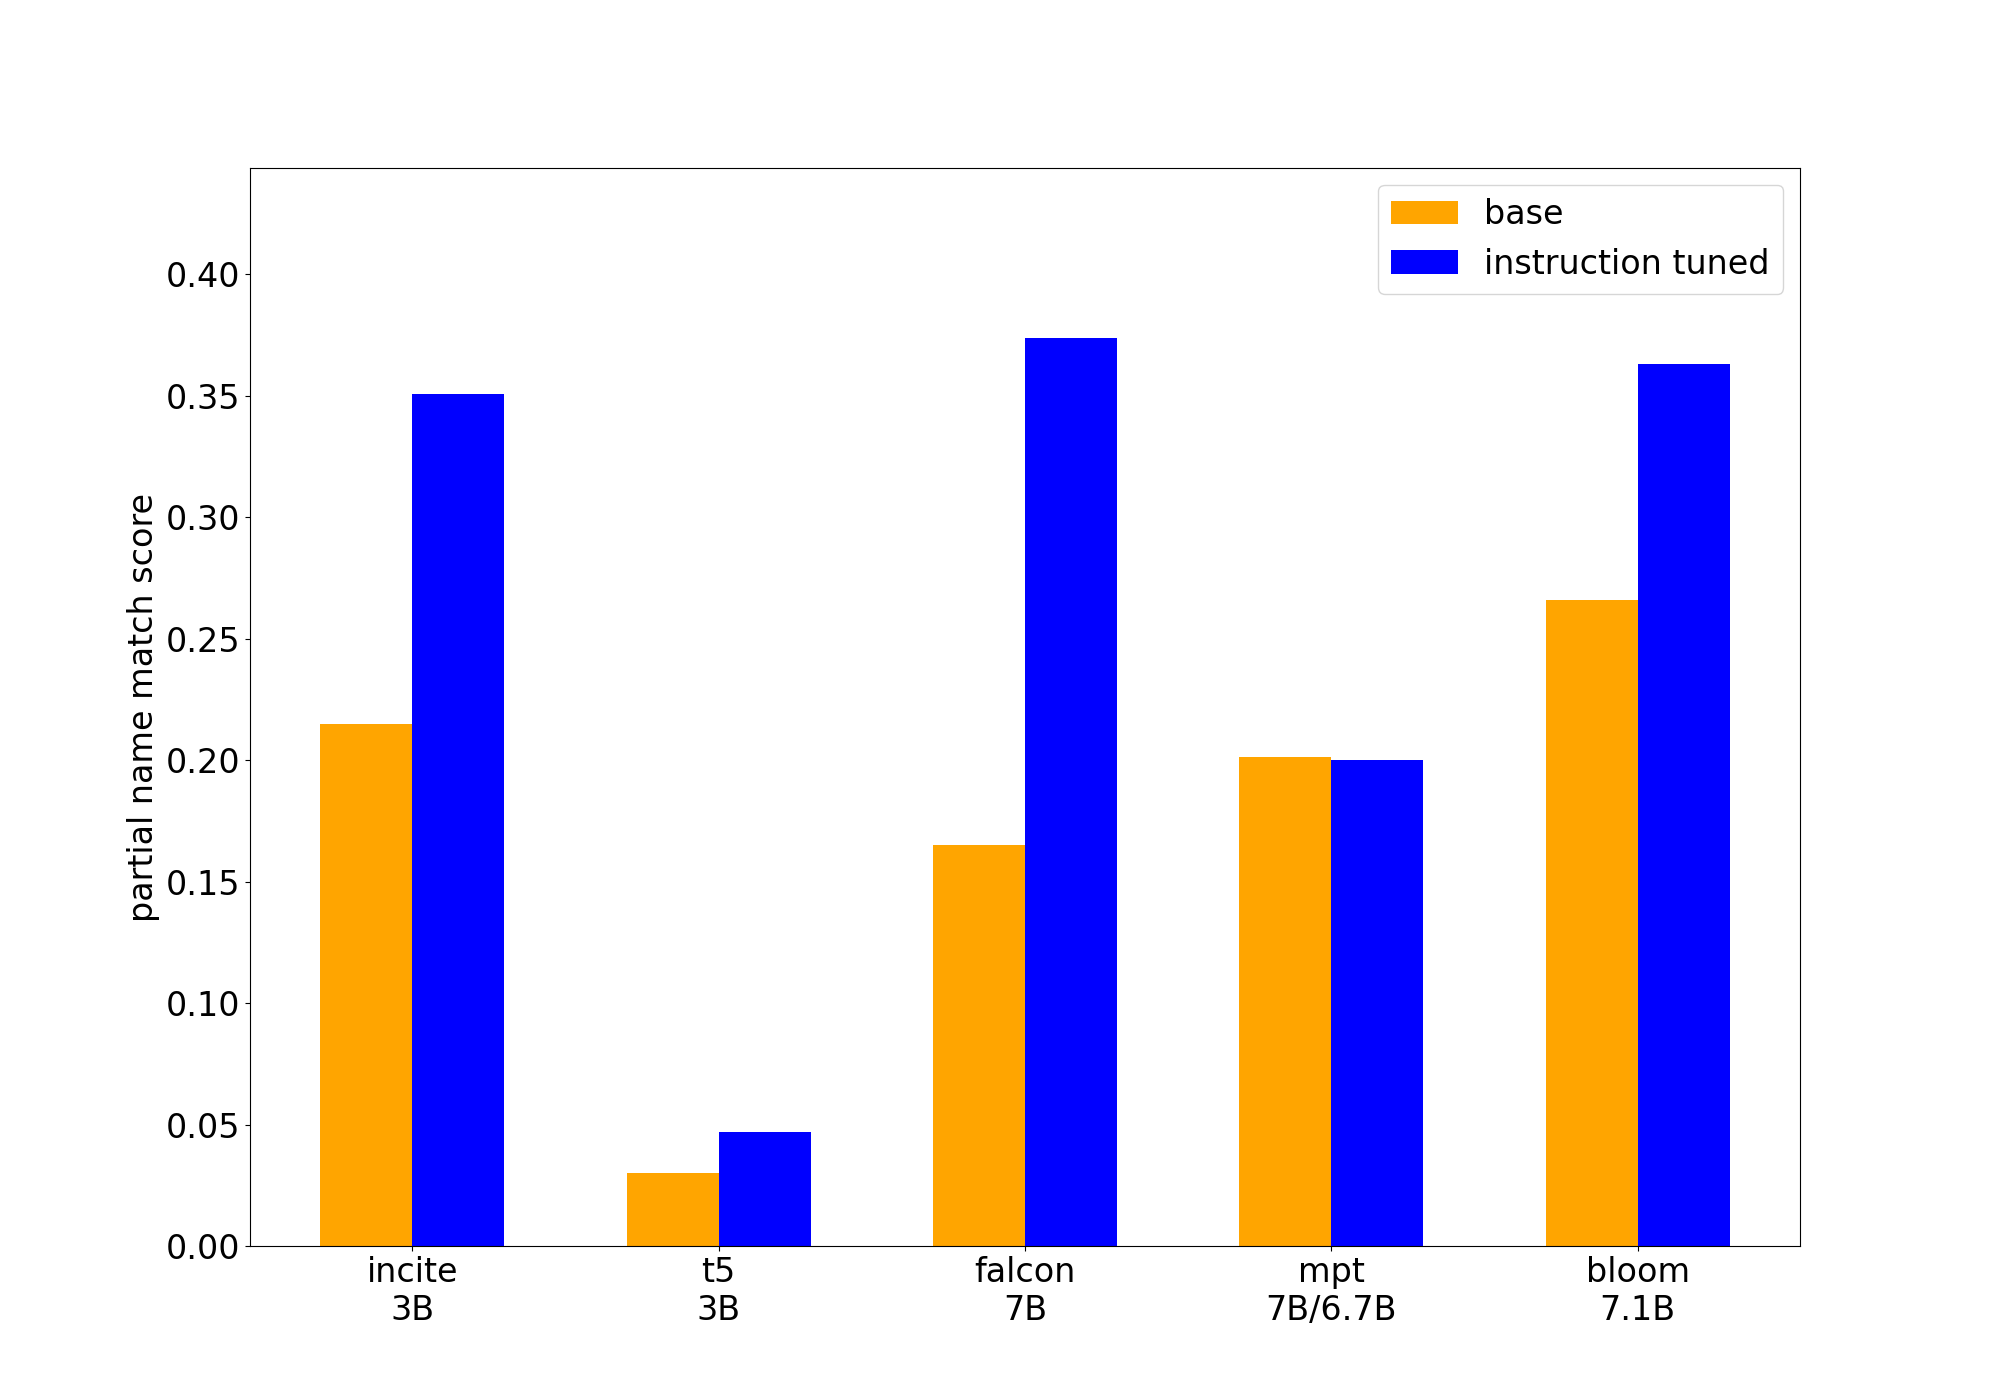 base
instruction tuned
partial name match score
0.40
0.35
0.30
0.25
0.20
0.15
0.10
0.05
0.00
incite
3B
t5
3B
falcon
7B
mpt
7B/6.7B
bloom
7.1B